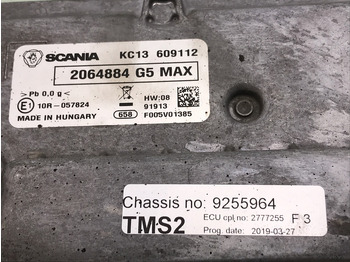 SCANIA KC13 609112
2064884 G5 MAX
> Pb 0,0 g < HW:08
E1 10R-057824 91913
MADE IN HUNGARY 658 F005V01385
Chassis no: 9255964
ECU cpl,no: 2777255 F 3
TMS2 Prog. date: 2019-03-27